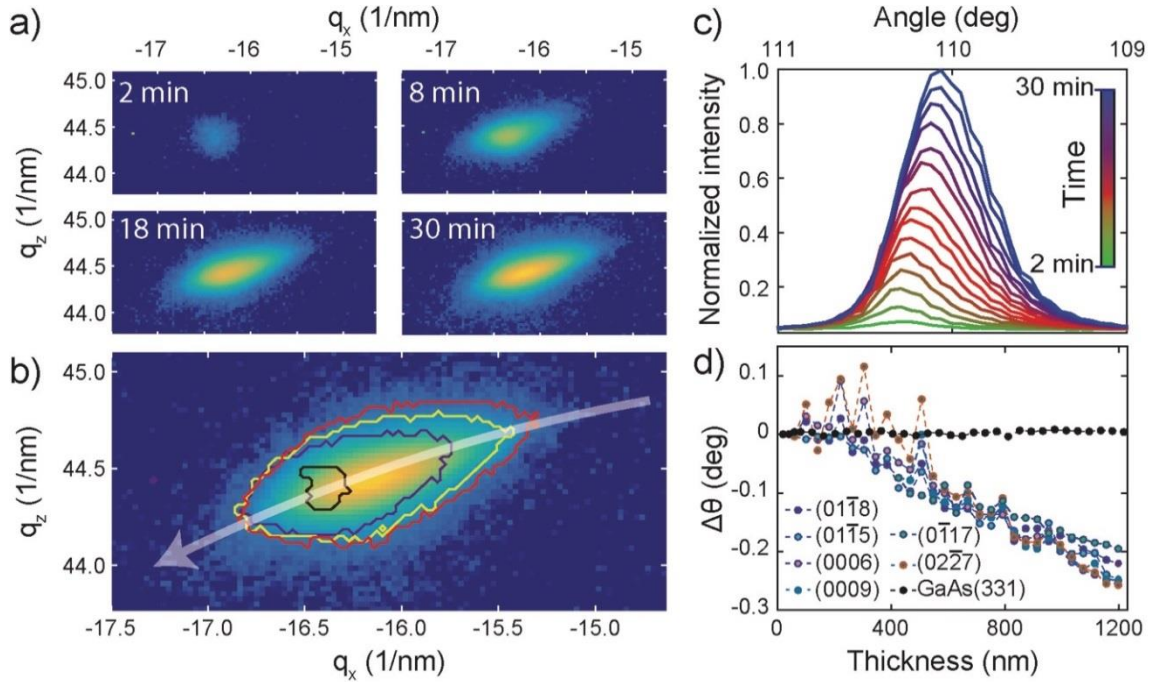 a)
qₓ (1/nm)
qₓ (1/nm)
-17 -16 -15
-17 -16 -15
45.0
44.5
44.0
q_z (1/nm)
2 min
8 min
45.0
44.5
44.0
18 min
30 min
b)
45.0
44.5
44.0
q_z (1/nm)
-17.5 -17.0 -16.5 -16.0 -15.5 -15.0
qₓ (1/nm)
c)
Angle (deg)
111 110 109
1.0
0.8
0.6
0.4
0.2
Normalized intensity
30 min
Time
2 min
d)
0.1
0
-0.1
-0.2
-0.3
Δθ (deg)
(011̅8)
(011̅5)
(0006)
(0009)
(01̅17)
(022̅7)
GaAs(331)
0 400 800 1200
Thickness (nm)